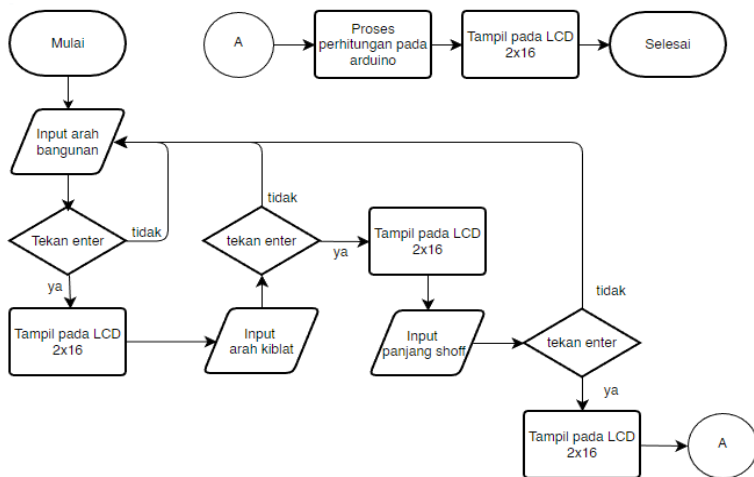 Mulai
A
Proses
perhitungan pada
arduino
Tampil pada LCD
2x16
Selesai
Input arah
bangunan
Tekan enter
tidak
ya
Tampil pada LCD
2x16
Input
arah kiblat
tekan enter
tidak
ya
Tampil pada LCD
2x16
Input
panjang shoff
tekan enter
tidak
ya
Tampil pada LCD
2x16
A